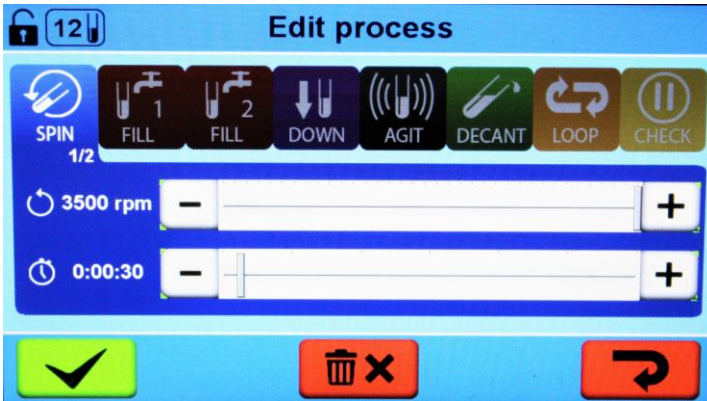 12
Edit process
SPIN
1/2
1
FILL
2
FILL
DOWN
AGIT
DECANT
LOOP
CHECK
3500 rpm
− +
0:00:30
− +